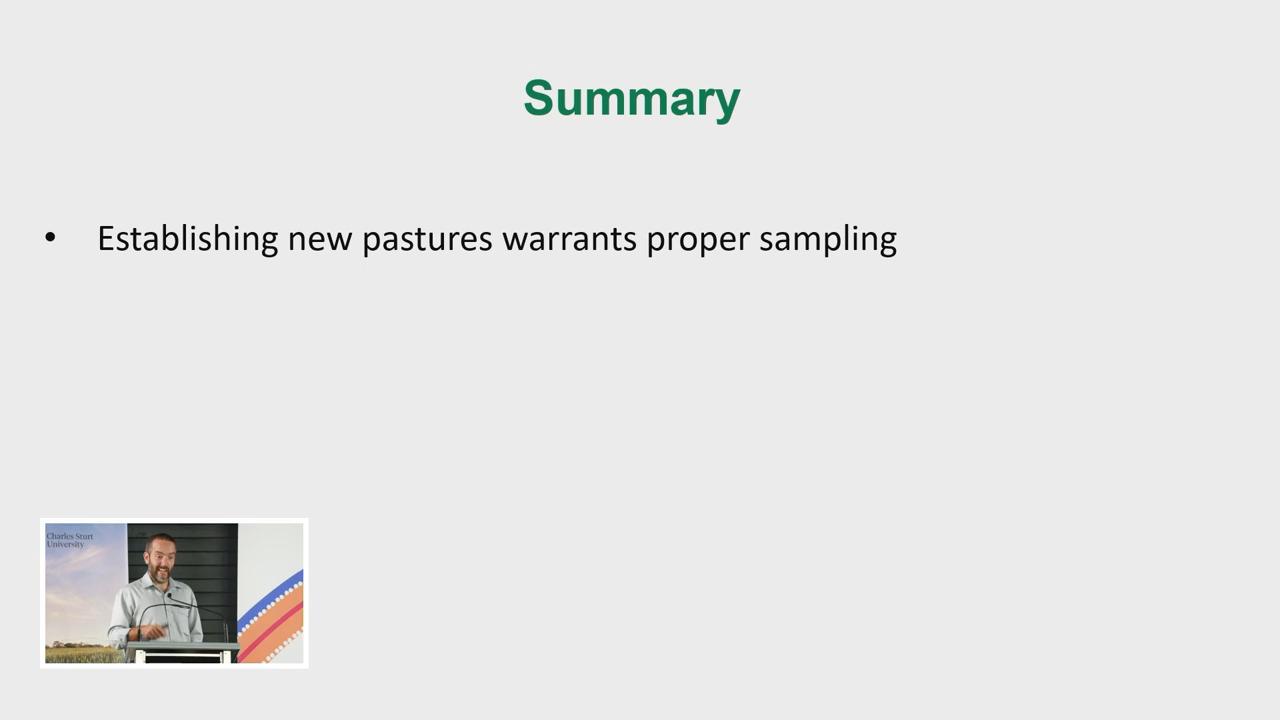 Summary
• Establishing new pastures warrants proper sampling
Charles Sturt
University